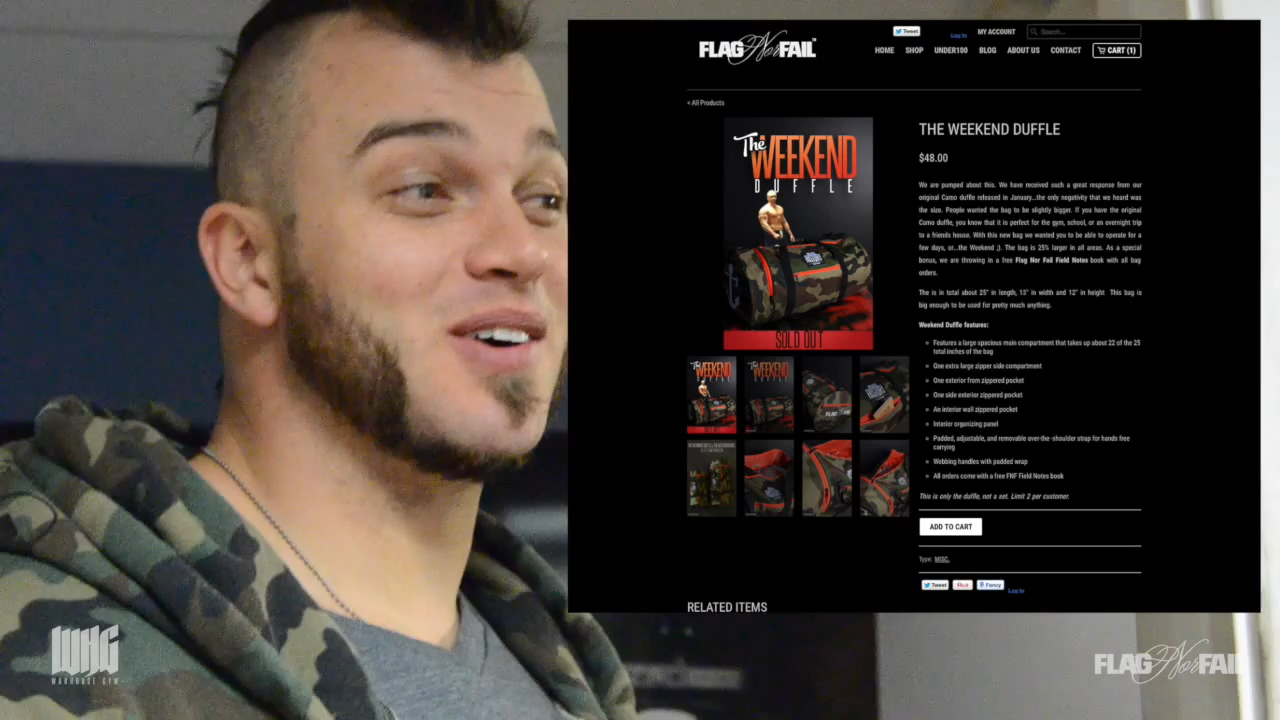 Tweet
Log in
MY ACCOUNT
Search...
FLAG Nor FAIL
HOME SHOP UNDER100 BLOG ABOUT US CONTACT CART (1)
All Products
The WEEKEND
DUFFLE
SOLD OUT
THE WEEKEND DUFFLE
$48.00
We are pumped about this. We have received such a great response from our
original Camo duffle released in January...the only negativity that we heard was
the size. People wanted the bag to be slightly bigger. If you have the original
Camo duffle, you know that it is perfect for the gym, school, or an overnight trip
to a friends house. With this new bag we wanted you to be able to operate for a
few days, or...the Weekend ;). The bag is 25% larger in all areas. As a special
bonus, we are throwing in a free Flag Nor Fail Field Notes book with all bag
orders.
The is in total about 25" in length, 13" in width and 12" in height This bag is
big enough to be used for pretty much anything.
Weekend Duffle features:
Features a large spacious main compartment that takes up about 22 of the 25
total inches of the bag
One extra large zipper side compartment
One exterior from zippered pocket
One side exterior zippered pocket
An interior wall zippered pocket
Interior organizing panel
Padded, adjustable, and removable over-the-shoulder strap for hands free
carrying
Webbing handles with padded wrap
All orders come with a free FNF Field Notes book
This is only the duffle, not a set. Limit 2 per customer.
ADD TO CART
Type: MISC.
Tweet
Pin it
Fancy
Log in
RELATED ITEMS
WHG
WARHOUSE GYM
FLAG Nor FAIL